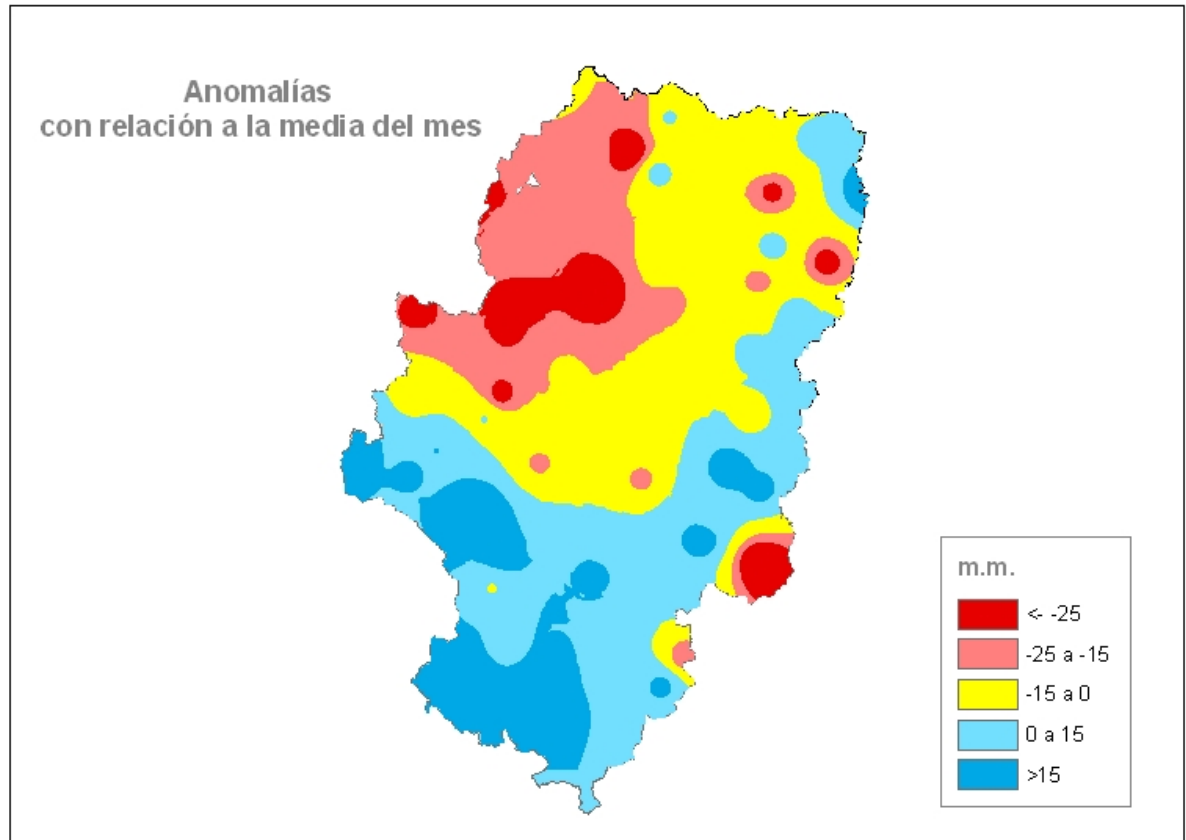 Anomalías
con relación a la media del mes
m.m.
<- -25
-25 a -15
-15 a 0
0 a 15
>15